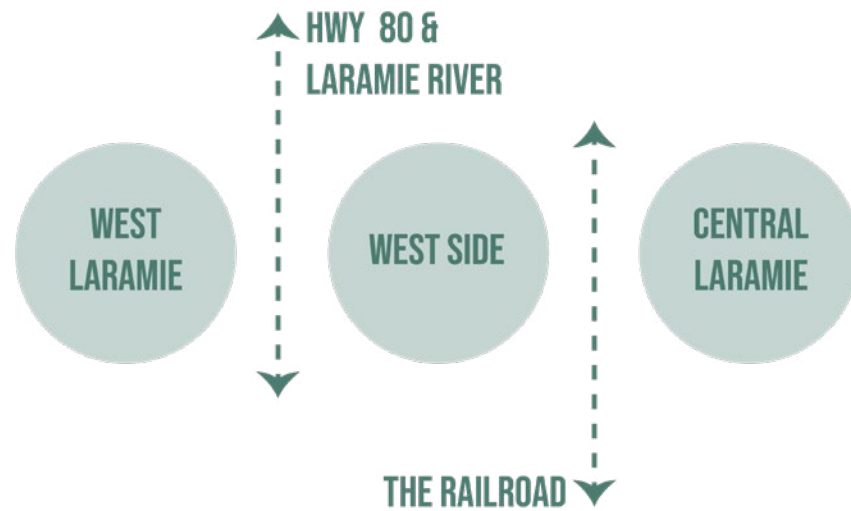 HWY 80 &
LARAMIE RIVER
WEST
LARAMIE
WEST SIDE
CENTRAL
LARAMIE
THE RAILROAD